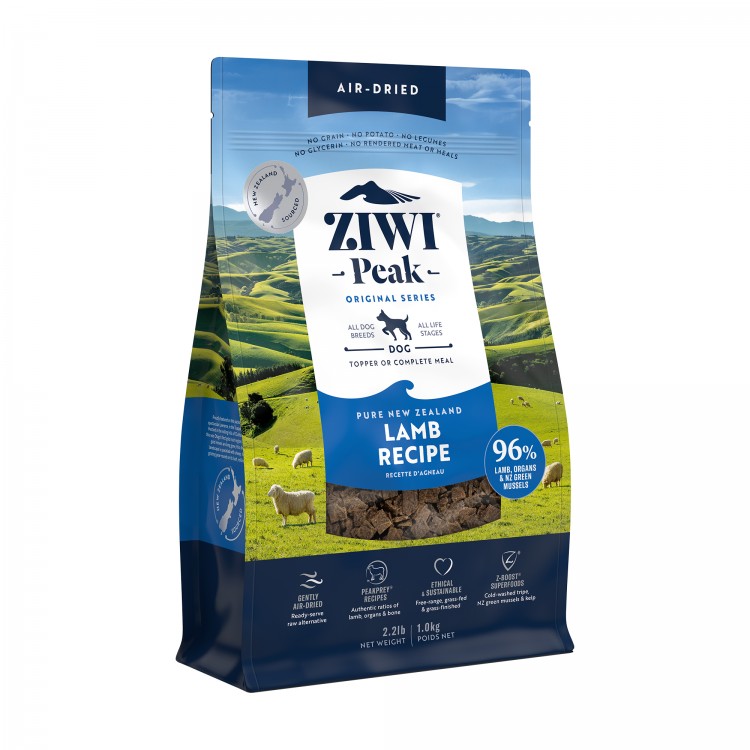 AIR-DRIED
NO GRAIN • NO POTATO • NO LEGUMES
NO GLYCERIN • NO RENDERED MEAT OR MEALS
NEW ZEALAND
SOURCED
ZIWI®
Peak
ORIGINAL SERIES
ALL DOG
BREEDS
ALL LIFE
STAGES
DOG
TOPPER OR COMPLETE MEAL
PURE NEW ZEALAND
LAMB
RECIPE
RECETTE D'AGNEAU
96%
LAMB, ORGANS
& NZ GREEN
MUSSELS
NEW ZEALAND
SOURCED
GENTLY
AIR-DRIED
Ready-serve
raw alternative
PEAKPREY®
RECIPES
Authentic ratios of
lamb, organs & bone
ETHICAL
& SUSTAINABLE
Free-range, grass-fed
& grass-finished
Z-BOOST®
SUPERFOODS
Cold-washed tripe,
NZ green mussels & kelp
2.2lb
NET WEIGHT
1.0kg
POIDS NET